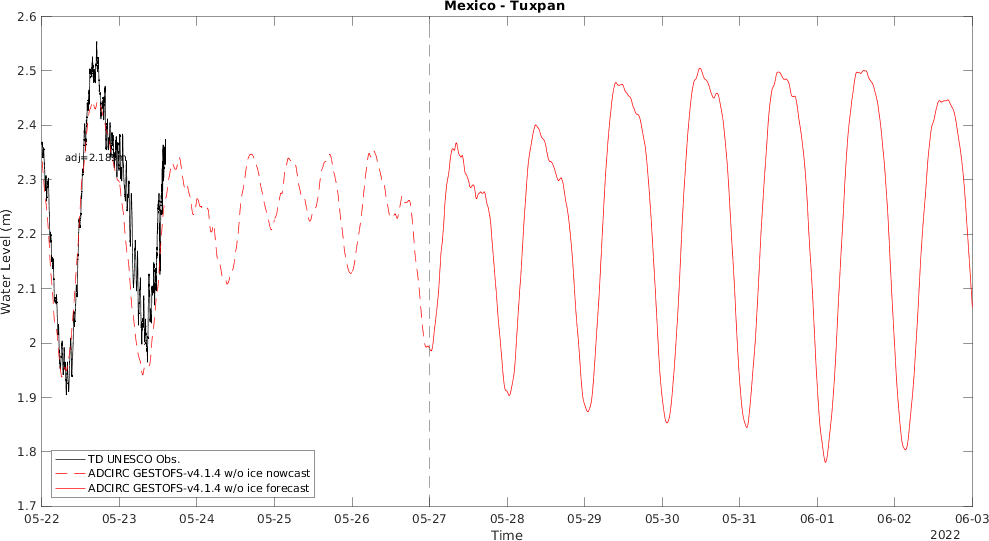 Mexico - Tuxpan
Water Level (m)
2.6
2.5
2.4
2.3
2.2
2.1
2
1.9
1.8
1.7
TD UNESCO Obs.
ADCIRC GESTOFS-v4.1.4 w/o ice nowcast
ADCIRC GESTOFS-v4.1.4 w/o ice forecast
05-22 05-23 05-24 05-25 05-26 05-27 05-28 05-29 05-30 05-31 06-01 06-02 06-03
Time
2022